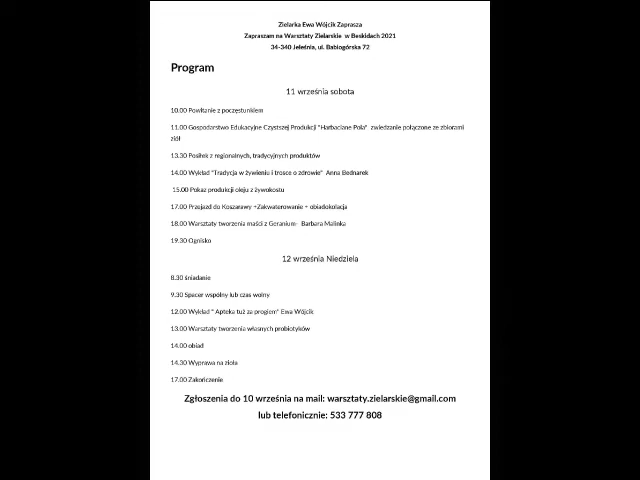 Zielarka Ewa Wójcik Zaprasza
Zapraszam na Warsztaty Zielarskie w Beskidach 2021
34-340 Jeleśnia, ul. Babiogórska 72
Program
11 września sobota
10.00 Powitanie z poczęstunkiem
11.00 Gospodarstwo Edukacyjne Czystszej Produkcji "Harbaciane Pola" zwiedzanie połączone ze zbiorami
ziół
13.30 Posiłek z regionalnych, tradycyjnych produktów
14.00 Wykład "Tradycja w żywieniu i trosce o zdrowie" Anna Bednarek
15.00 Pokaz produkcji oleju z żywokostu
17.00 Przejazd do Koszarawy +Zakwaterowanie + obiadokolacja
18.00 Warsztaty tworzenia maści z Geranium- Barbara Malinka
19.30 Ognisko
12 września Niedziela
8.30 śniadanie
9.30 Spacer wspólny lub czas wolny
12.00 Wykład " Apteka tuż za progiem" Ewa Wójcik
13.00 Warsztaty tworzenia własnych probiotyków
14.00 obiad
14.30 Wyprawa na zioła
17.00 Zakończenie
Zgłoszenia do 10 września na mail: warsztaty.zielarskie@gmail.com
lub telefonicznie: 533 777 808